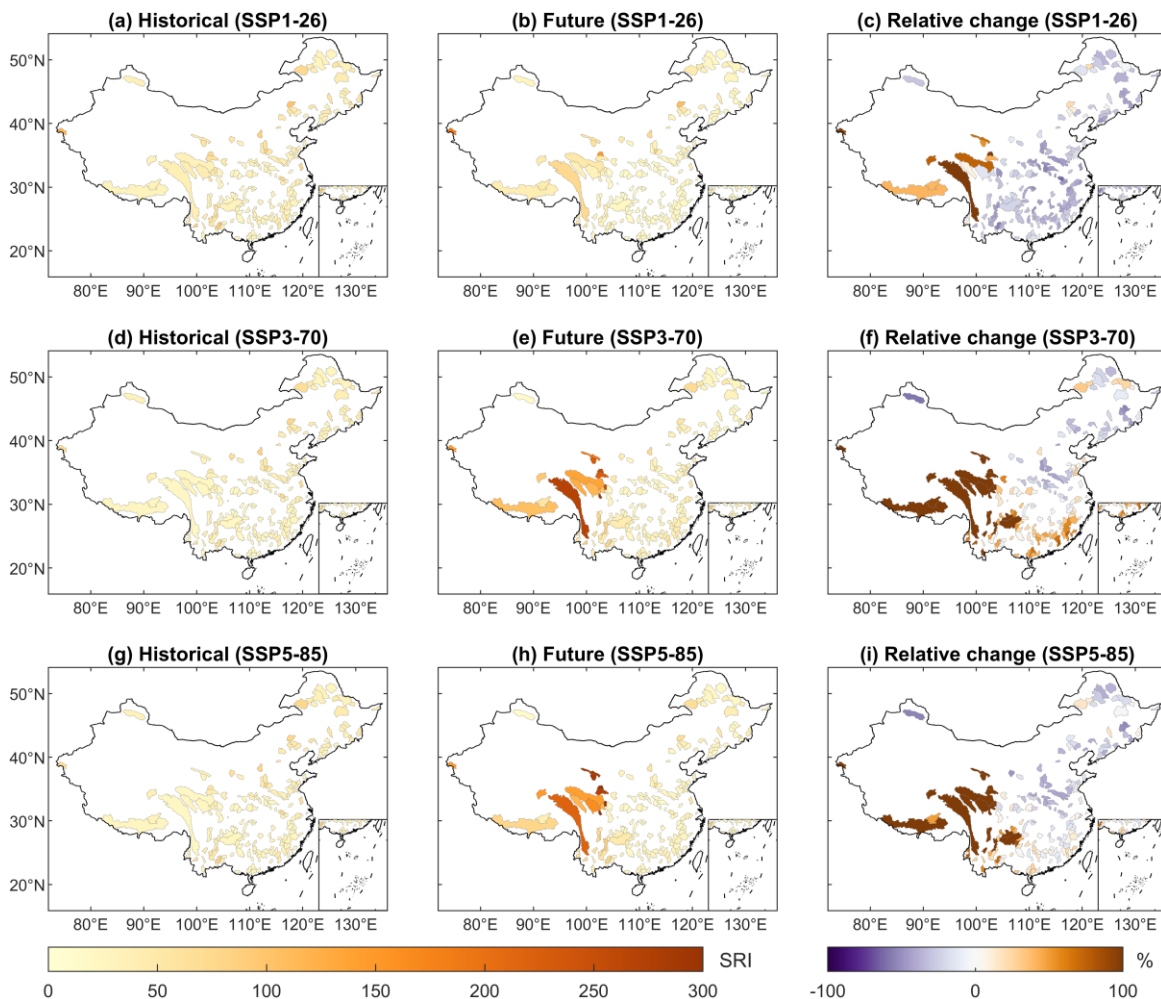 (a) Historical (SSP1-26) (b) Future (SSP1-26) (c) Relative change (SSP1-26)
50°N
40°N
30°N
20°N
80°E 90°E 100°E 110°E 120°E 130°E 80°E 90°E 100°E 110°E 120°E 130°E 80°E 90°E 100°E 110°E 120°E 130°E
(d) Historical (SSP3-70) (e) Future (SSP3-70) (f) Relative change (SSP3-70)
50°N
40°N
30°N
20°N
80°E 90°E 100°E 110°E 120°E 130°E 80°E 90°E 100°E 110°E 120°E 130°E 80°E 90°E 100°E 110°E 120°E 130°E
(g) Historical (SSP5-85) (h) Future (SSP5-85) (i) Relative change (SSP5-85)
50°N
40°N
30°N
20°N
80°E 90°E 100°E 110°E 120°E 130°E 80°E 90°E 100°E 110°E 120°E 130°E 80°E 90°E 100°E 110°E 120°E 130°E
SRI %
0 50 100 150 200 250 300 -100 0 100